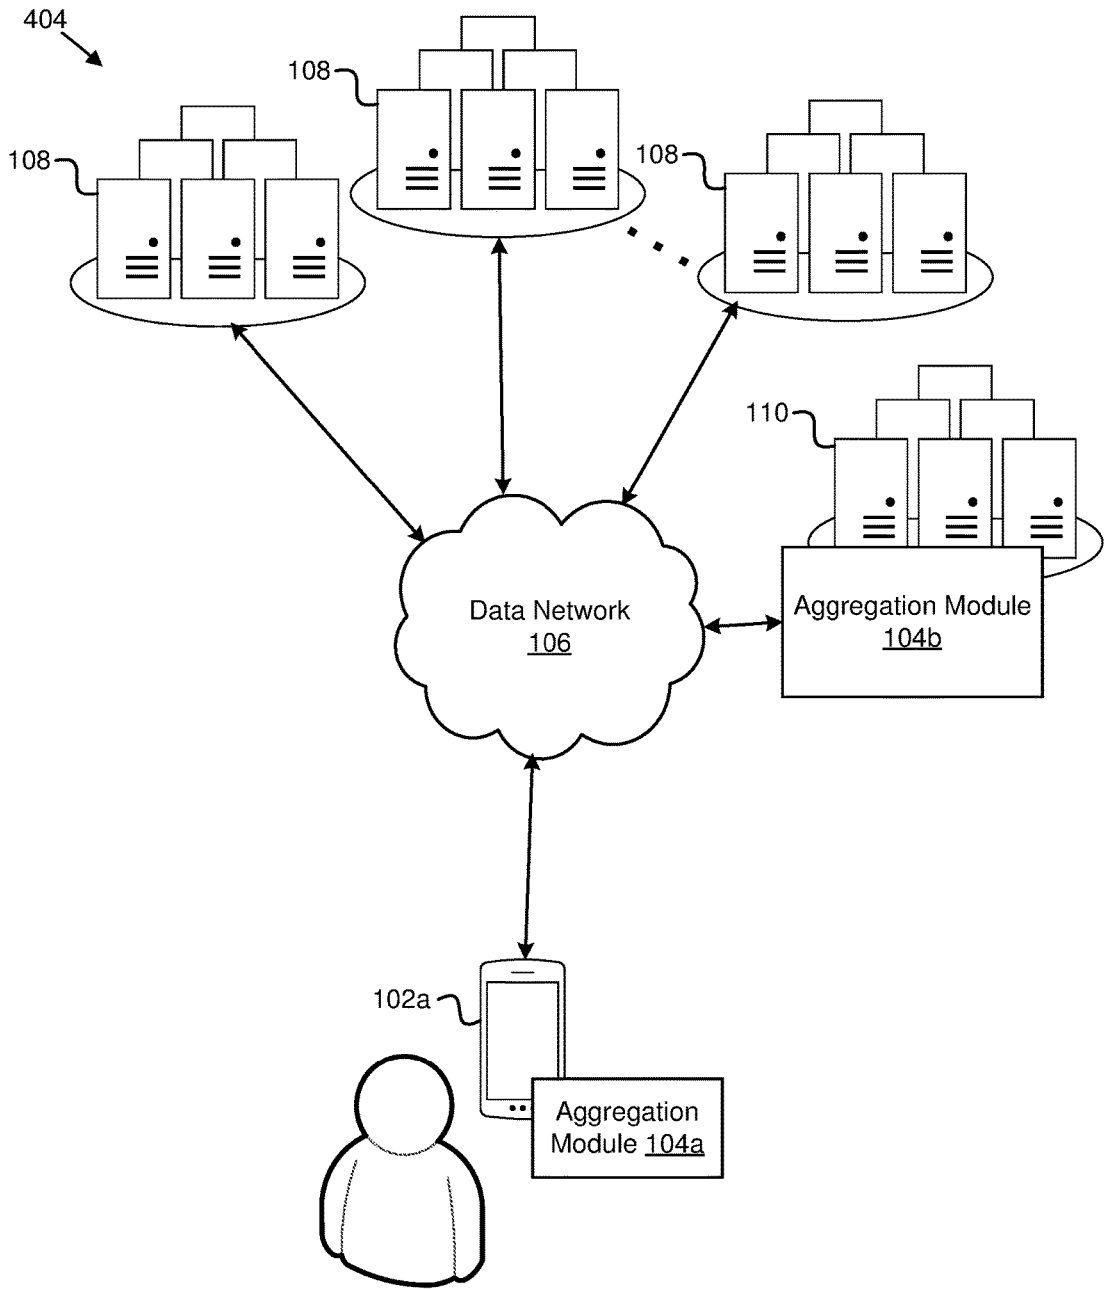 404
108
108
108
110
Data Network
106
Aggregation Module
104b
102a
Aggregation
Module 104a